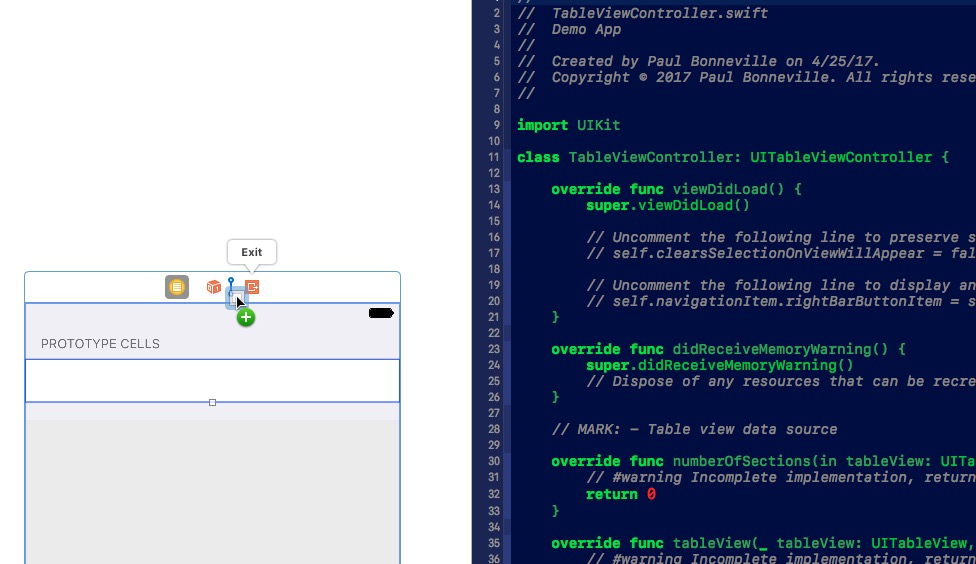 Exit
PROTOTYPE CELLS
2 //  TableViewController.swift
3 //  Demo App
4 //
5 //  Created by Paul Bonneville on 4/25/17.
6 //  Copyright © 2017 Paul Bonneville. All rights rese
7 //
8
9 import UIKit
10
11 class TableViewController: UITableViewController {
12
13     override func viewDidLoad() {
14         super.viewDidLoad()
15
16         // Uncomment the following line to preserve s
17         // self.clearsSelectionOnViewWillAppear = fal
18
19         // Uncomment the following line to display an
20         // self.navigationItem.rightBarButtonItem = s
21     }
22
23     override func didReceiveMemoryWarning() {
24         super.didReceiveMemoryWarning()
25         // Dispose of any resources that can be recre
26     }
27
28     // MARK: - Table view data source
29
30     override func numberOfSections(in tableView: UITa
31         // #warning Incomplete implementation, return
32         return 0
33     }
34
35     override func tableView(_ tableView: UITableView,
36         // #warning Incomplete implementation, return